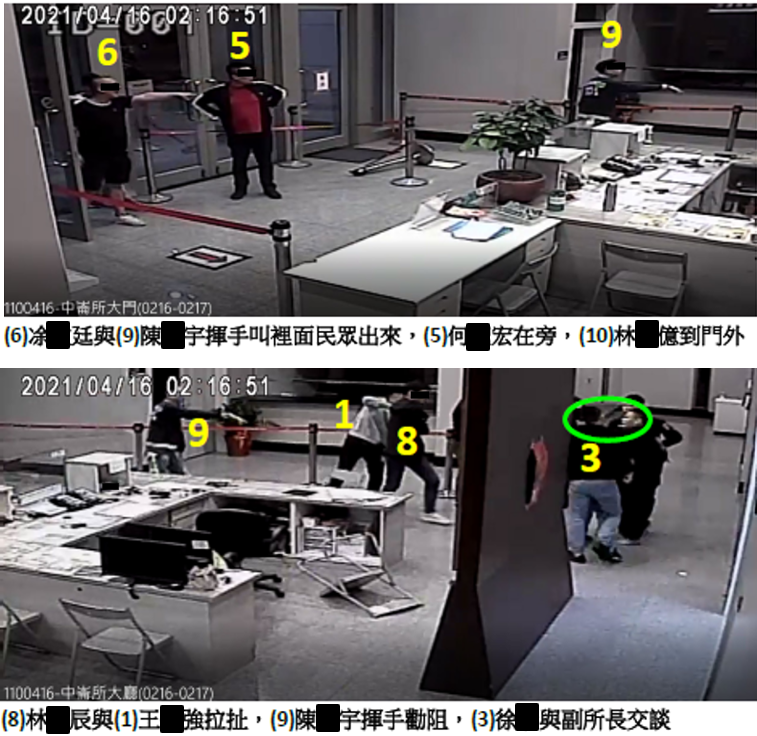 2021/04/16 02:16:51
6
5
9
1100416-中崙所大門(0216-0217)
(6)凃廷與(9)陳宇揮手叫裡面民眾出來，(5)何宏在旁，(10)林億到門外
2021/04/16 02:16:51
9
1
8
3
1100416-中崙所大廳(0216-0217)
(8)林辰與(1)王強拉扯，(9)陳宇揮手勸阻，(3)徐與副所長交談